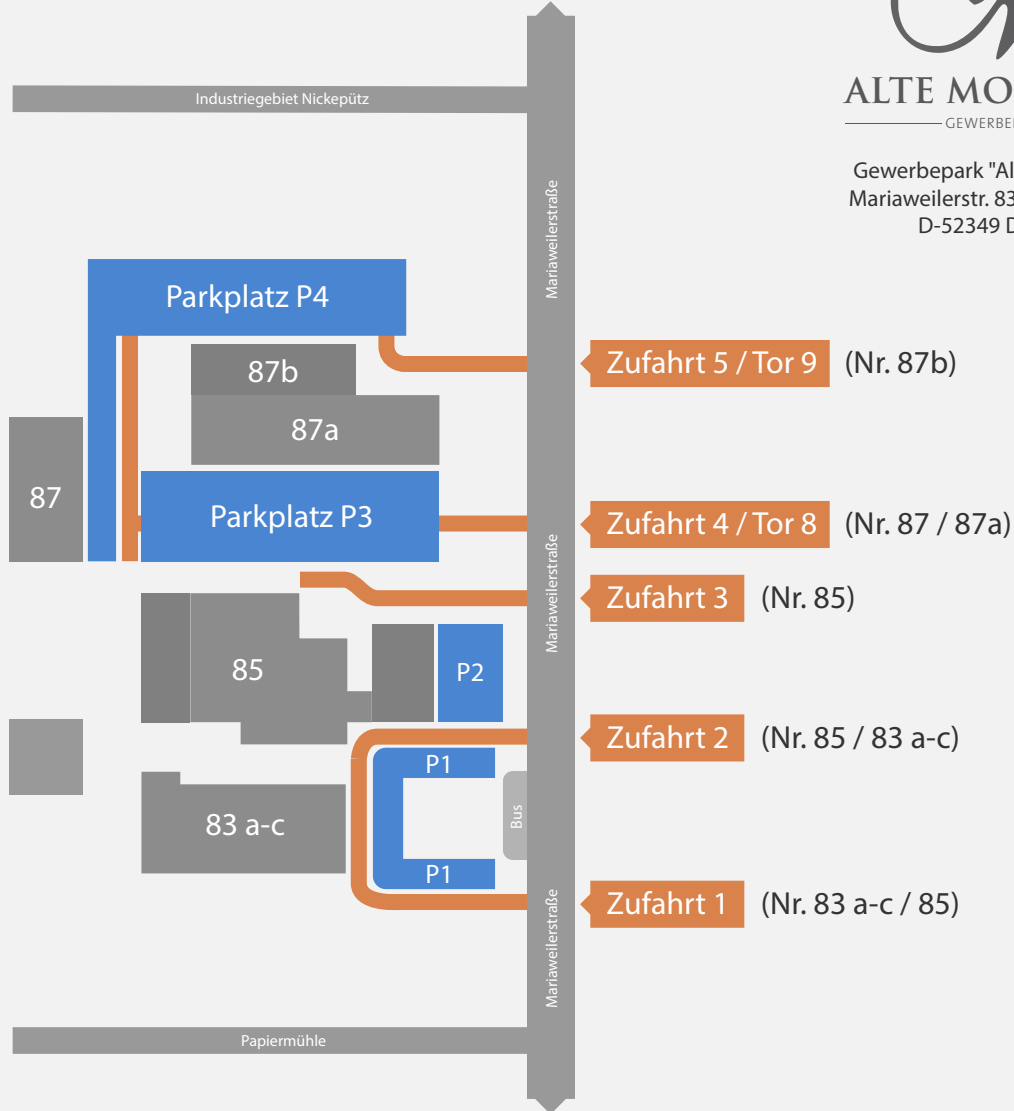 ALTE MO
GEWERBE
Gewerbepark "Al
Mariaweilerstr. 83
D-52349 D
Industriegebiet Nickepütz
Mariaweilerstraße
Parkplatz P4
87b
Zufahrt 5 / Tor 9 (Nr. 87b)
87a
87
Parkplatz P3
Zufahrt 4 / Tor 8 (Nr. 87 / 87a)
Mariaweilerstraße
Zufahrt 3 (Nr. 85)
85
P2
Zufahrt 2 (Nr. 85 / 83 a-c)
P1
Bus
83 a-c
P1
Zufahrt 1 (Nr. 83 a-c / 85)
Mariaweilerstraße
Papiermühle